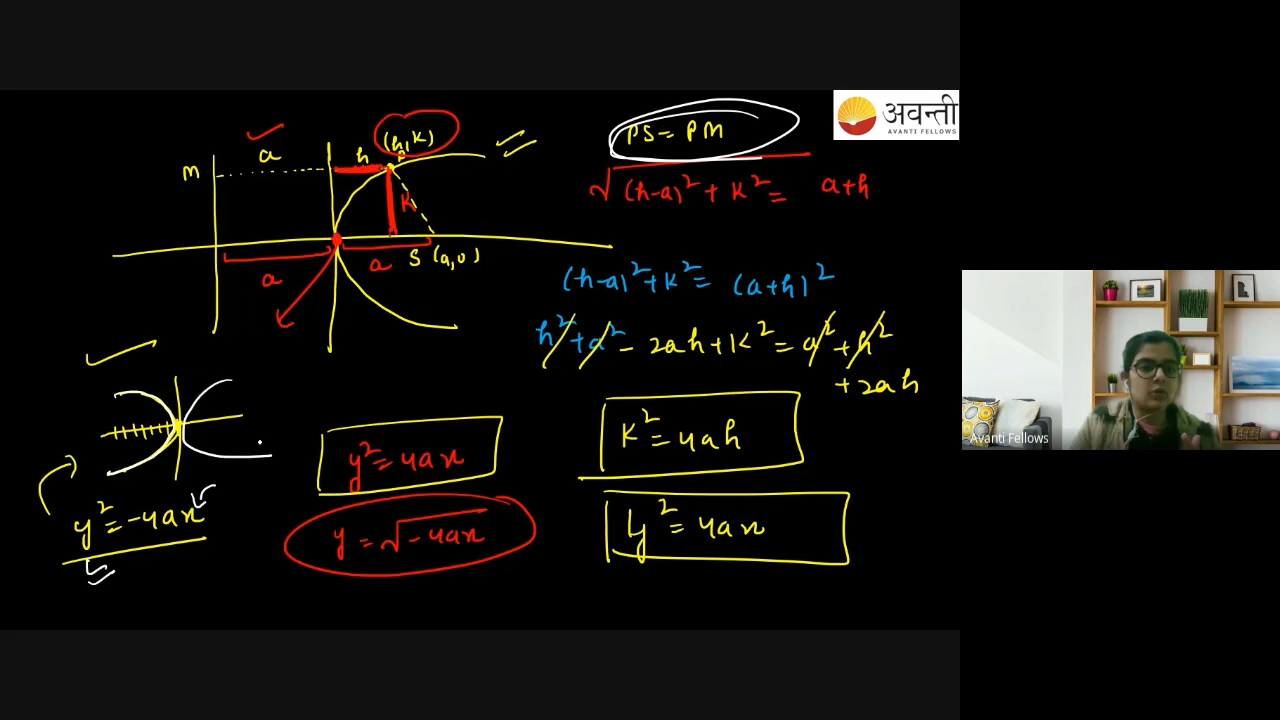 अवन्ती
AVANTI FELLOWS
a
h
(h,K)
P
M
K
a
a
S (a,0)
PS = PM
√(h-a)² + K² = a+h
(h-a)² + K² = (a+h)²
h² + a² - 2ah + K² = a² + h²
+ 2ah
K² = 4ah
y² = 4ax
y² = 4ax
y = √-4ax
y² = -4ax
Avanti Fellows